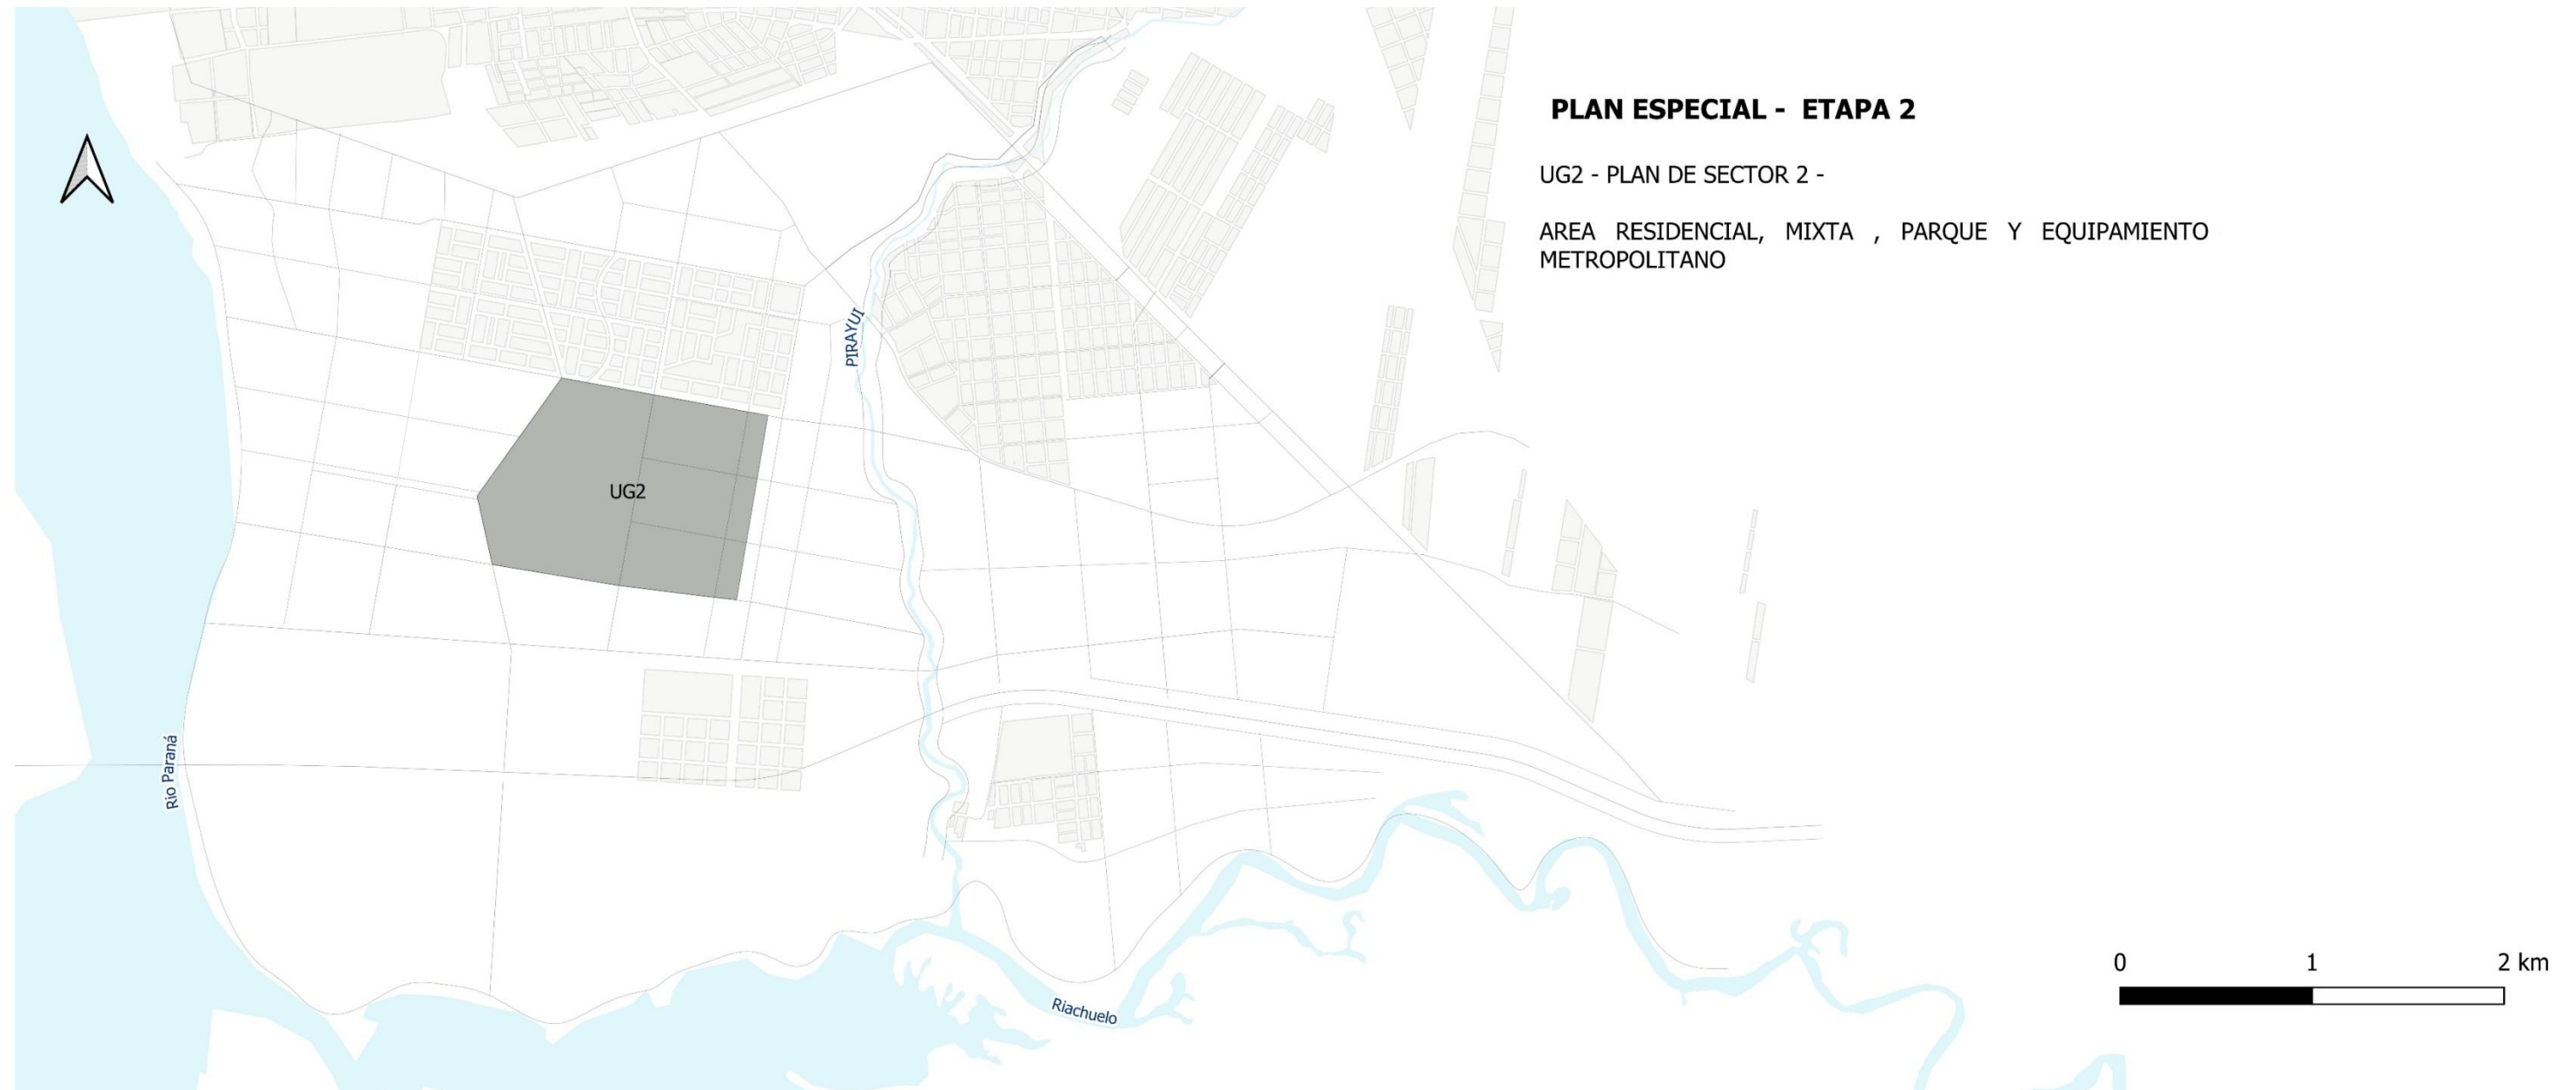 PLAN ESPECIAL - ETAPA 2
UG2 - PLAN DE SECTOR 2 -
AREA RESIDENCIAL, MIXTA , PARQUE Y EQUIPAMIENTO
METROPOLITANO
PIRAYUI
UG2
Rio Paraná
Riachuelo
0 1 2 km